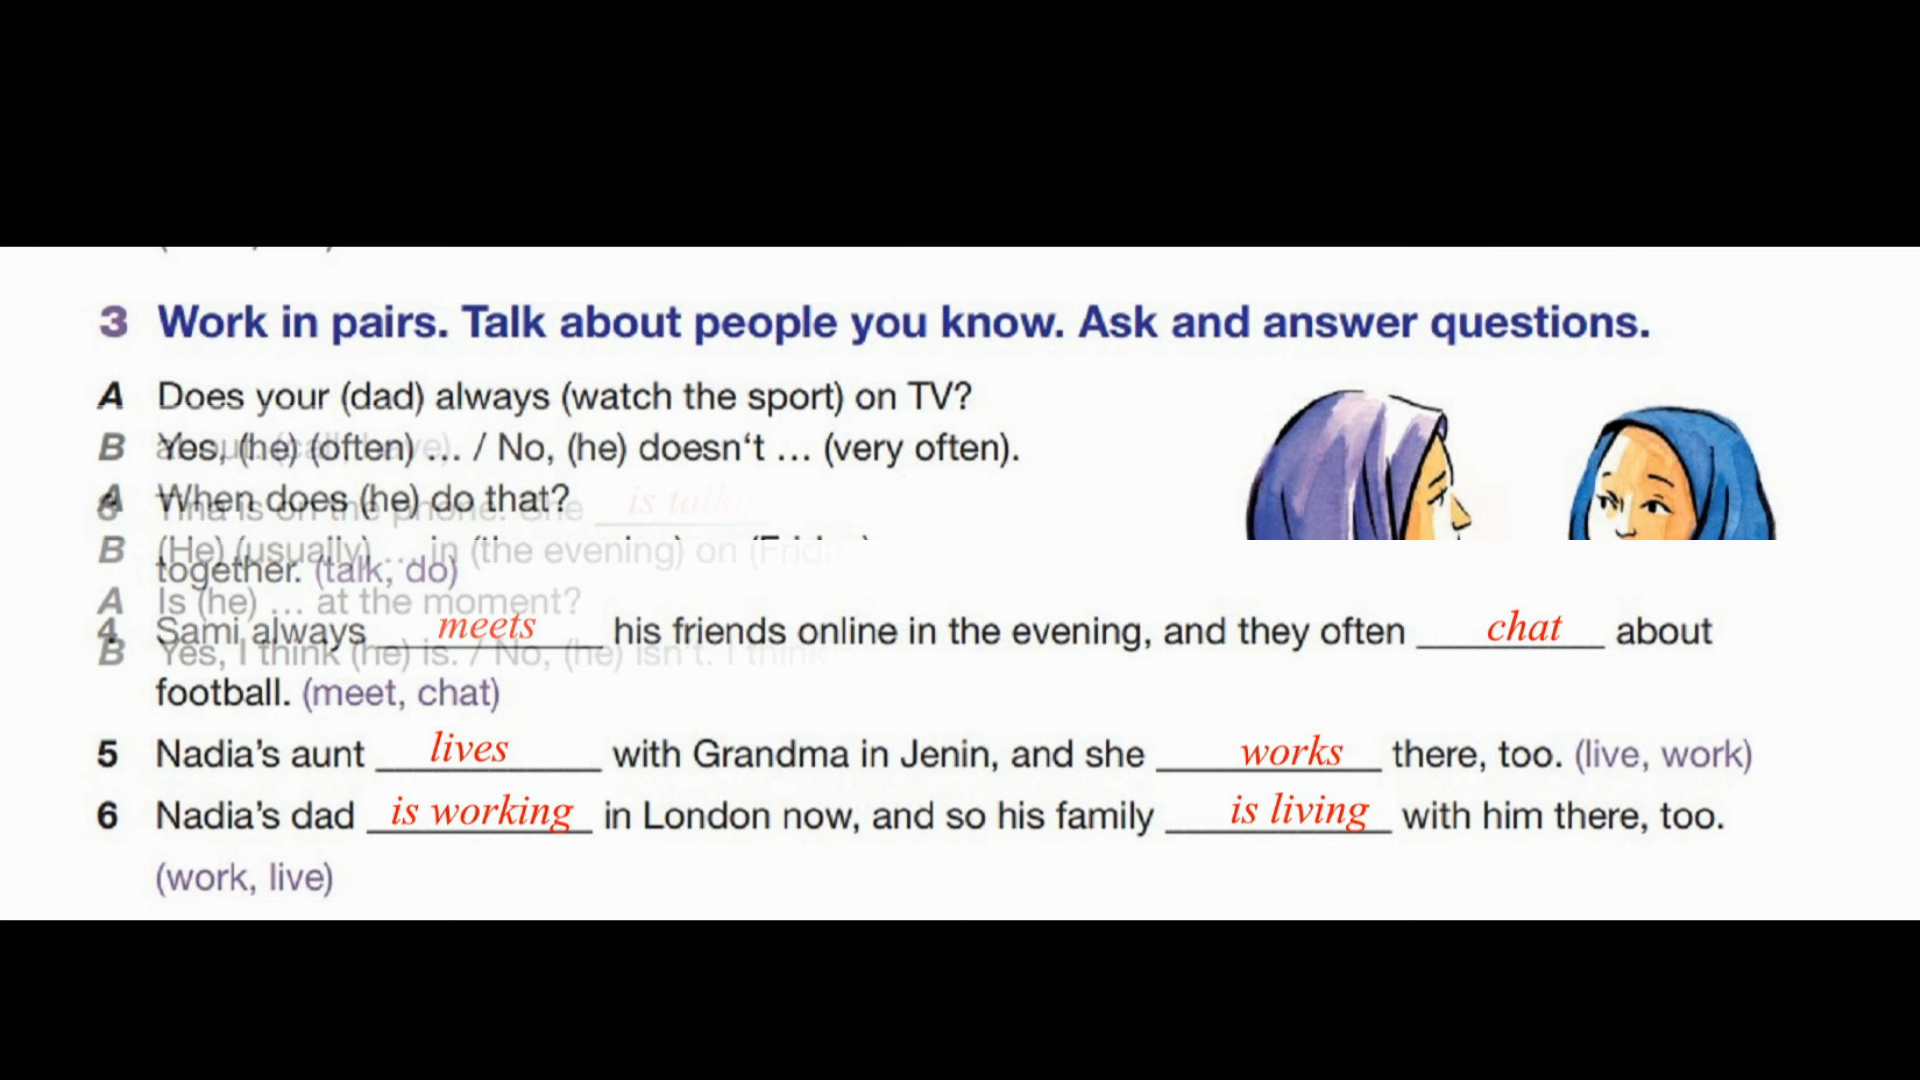 3 Work in pairs. Talk about people you know. Ask and answer questions.
A Does your (dad) always (watch the sport) on TV?
B Yes, (he) (often) ... / No, (he) doesn't ... (very often).
A When does (he) do that?
is talk
B (He) (usually) ... in (the evening) on
together. (talk, do)
A Is (he) ... at the moment?
4 Sami always meets his friends online in the evening, and they often chat about
B Yes, I think (he) is. / No, (he) isn't. I think
football. (meet, chat)
5 Nadia's aunt lives with Grandma in Jenin, and she works there, too. (live, work)
6 Nadia's dad is working in London now, and so his family is living with him there, too.
(work, live)